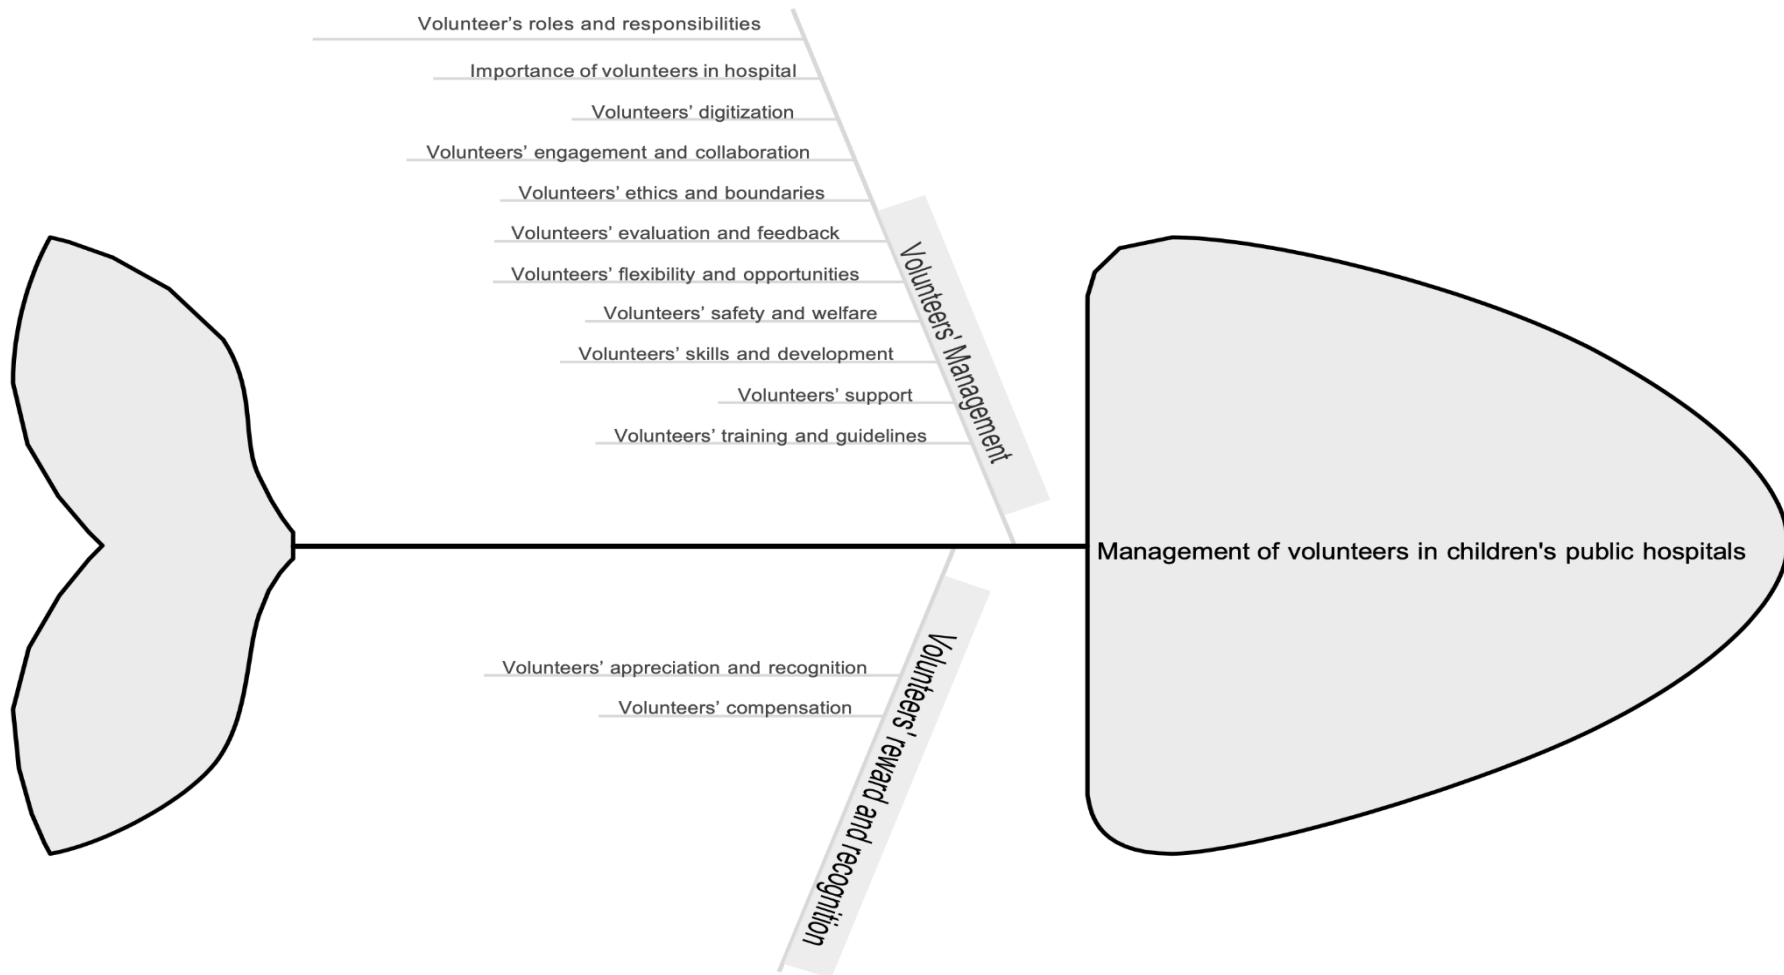 Volunteer’s roles and responsibilities
Importance of volunteers in hospital
Volunteers’ digitization
Volunteers’ engagement and collaboration
Volunteers’ ethics and boundaries
Volunteers’ evaluation and feedback
Volunteers’ flexibility and opportunities
Volunteers’ safety and welfare
Volunteers’ skills and development
Volunteers’ support
Volunteers’ training and guidelines
Volunteers' Management
Management of volunteers in children's public hospitals
Volunteers’ appreciation and recognition
Volunteers’ compensation
Volunteers' reward and recognition